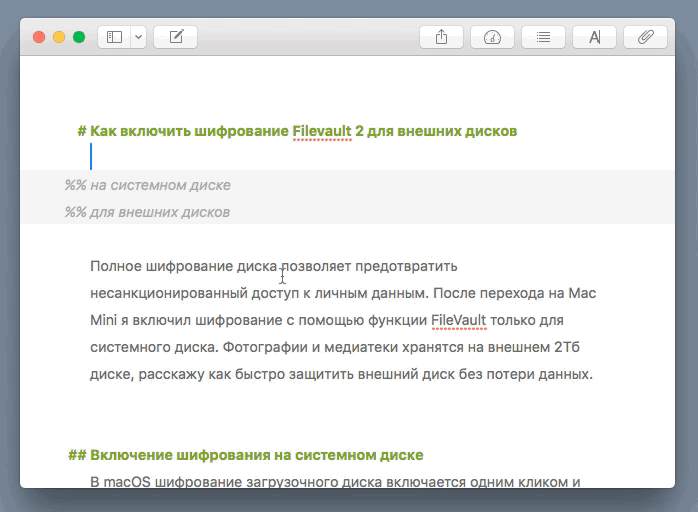 # Как включить шифрование Filevault 2 для внешних дисков
%% на системном диске
%% для внешних дисков
Полное шифрование диска позволяет предотвратить
несанкционированный доступ к личным данным. После перехода на Mac
Mini я включил шифрование с помощью функции FileVault только для
системного диска. Фотографии и медиатеки хранятся на внешнем 2Тб
диске, расскажу как быстро защитить внешний диск без потери данных.
## Включение шифрования на системном диске
В macOS шифрование загрузочного диска включается одним кликом и